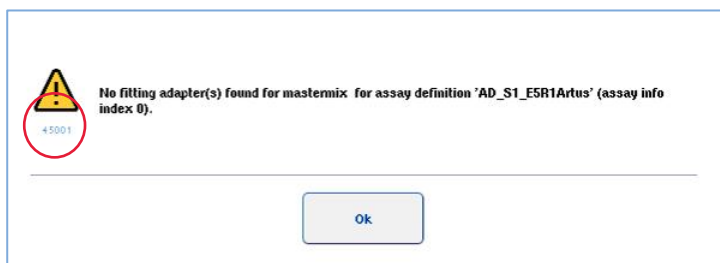 No fitting adapter(s) found for mastermix for assay definition 'AD_S1_E5R1Artus' (assay info
index 0).
45001
Ok